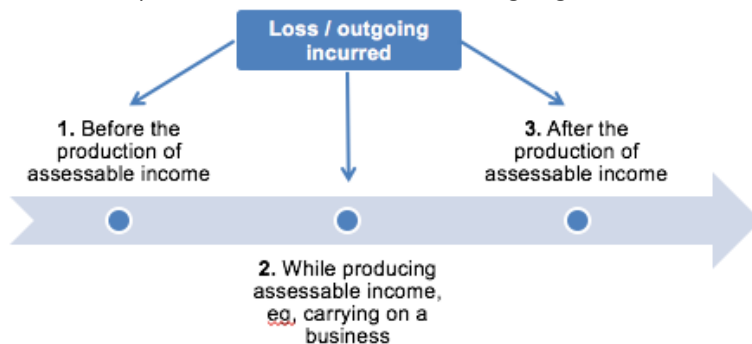 Loss / outgoing
incurred
1. Before the
production of
assessable income
3. After the
production of
assessable income
2. While producing
assessable income,
eg, carrying on a
business